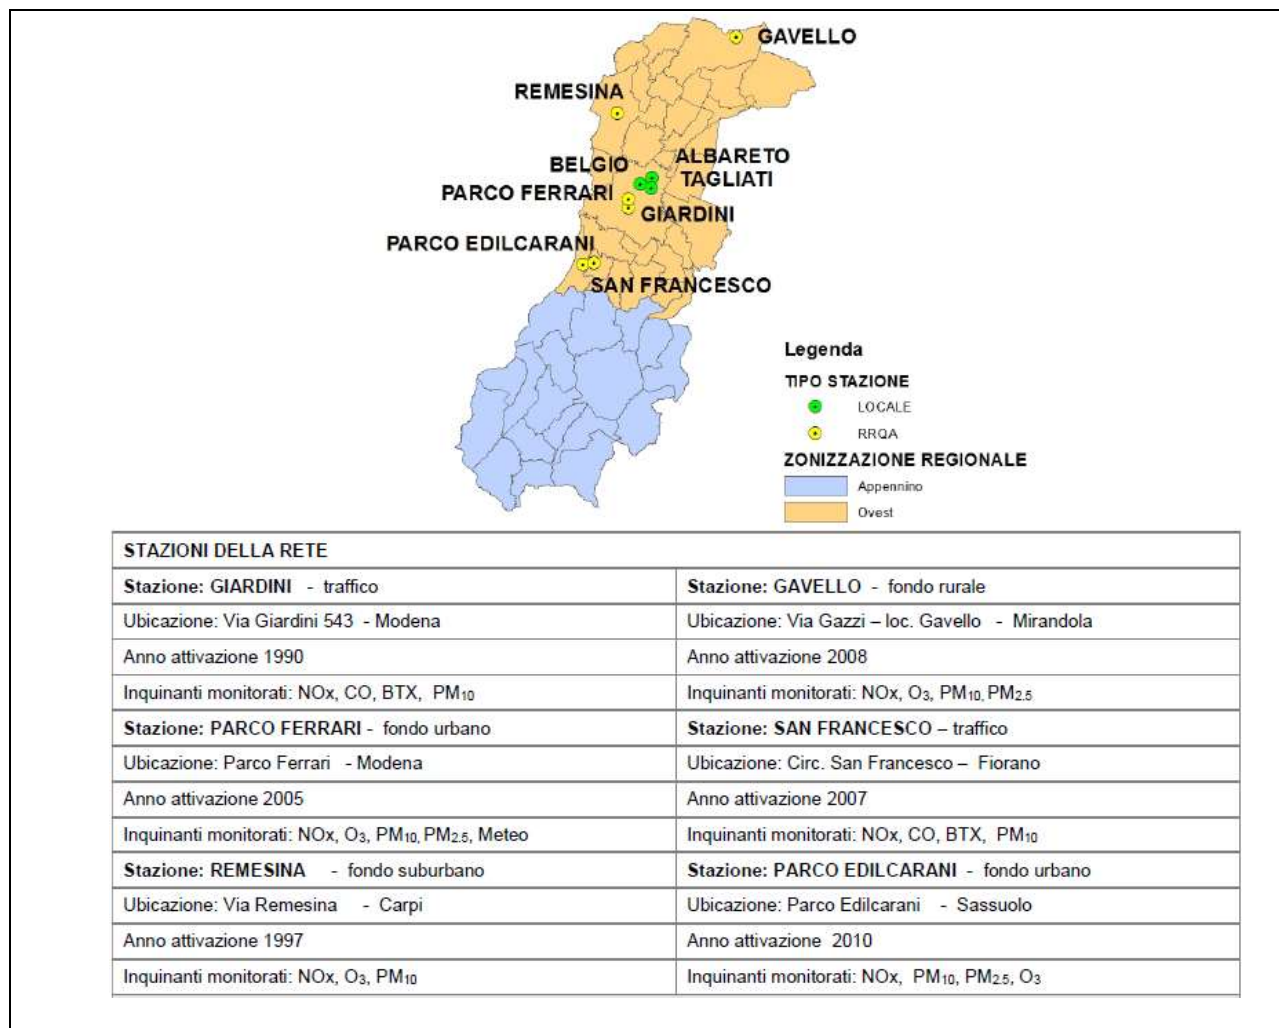 GAVELLO
REMESINA
BELGIO
ALBARETO
TAGLIATI
PARCO FERRARI
GIARDINI
PARCO EDILCARANI
SAN FRANCESCO
Legenda
TIPO STAZIONE
LOCALE
RRQA
ZONIZZAZIONE REGIONALE
Appennino
Ovest
STAZIONI DELLA RETE
Stazione: GIARDINI - traffico
Stazione: GAVELLO - fondo rurale
Ubicazione: Via Giardini 543 - Modena
Ubicazione: Via Gazzi – loc. Gavello - Mirandola
Anno attivazione 1990
Anno attivazione 2008
Inquinanti monitorati: NOx, CO, BTX, PM10
Inquinanti monitorati: NOx, O3, PM10, PM2.5
Stazione: PARCO FERRARI - fondo urbano
Stazione: SAN FRANCESCO – traffico
Ubicazione: Parco Ferrari - Modena
Ubicazione: Circ. San Francesco – Fiorano
Anno attivazione 2005
Anno attivazione 2007
Inquinanti monitorati: NOx, O3, PM10, PM2.5, Meteo
Inquinanti monitorati: NOx, CO, BTX, PM10
Stazione: REMESINA - fondo suburbano
Stazione: PARCO EDILCARANI - fondo urbano
Ubicazione: Via Remesina - Carpi
Ubicazione: Parco Edilcarani - Sassuolo
Anno attivazione 1997
Anno attivazione 2010
Inquinanti monitorati: NOx, O3, PM10
Inquinanti monitorati: NOx, PM10, PM2.5, O3